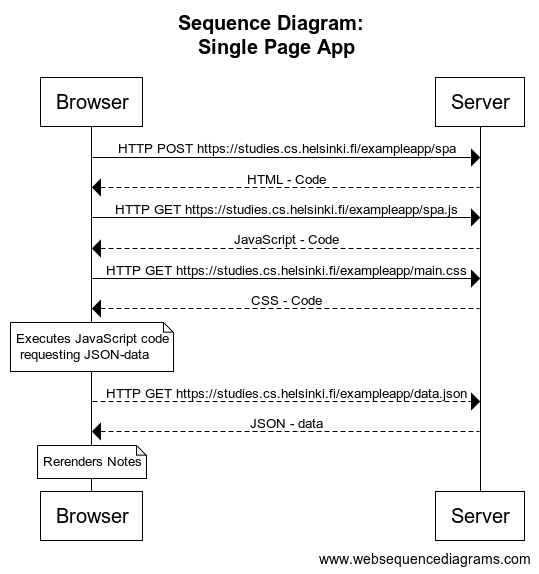 Sequence Diagram:
Single Page App
Browser
Server
HTTP POST https://studies.cs.helsinki.fi/exampleapp/spa
HTML - Code
HTTP GET https://studies.cs.helsinki.fi/exampleapp/spa.js
JavaScript - Code
HTTP GET https://studies.cs.helsinki.fi/exampleapp/main.css
CSS - Code
Executes JavaScript code
requesting JSON-data
HTTP GET https://studies.cs.helsinki.fi/exampleapp/data.json
JSON - data
Rerenders Notes
Browser
Server
www.websequencediagrams.com